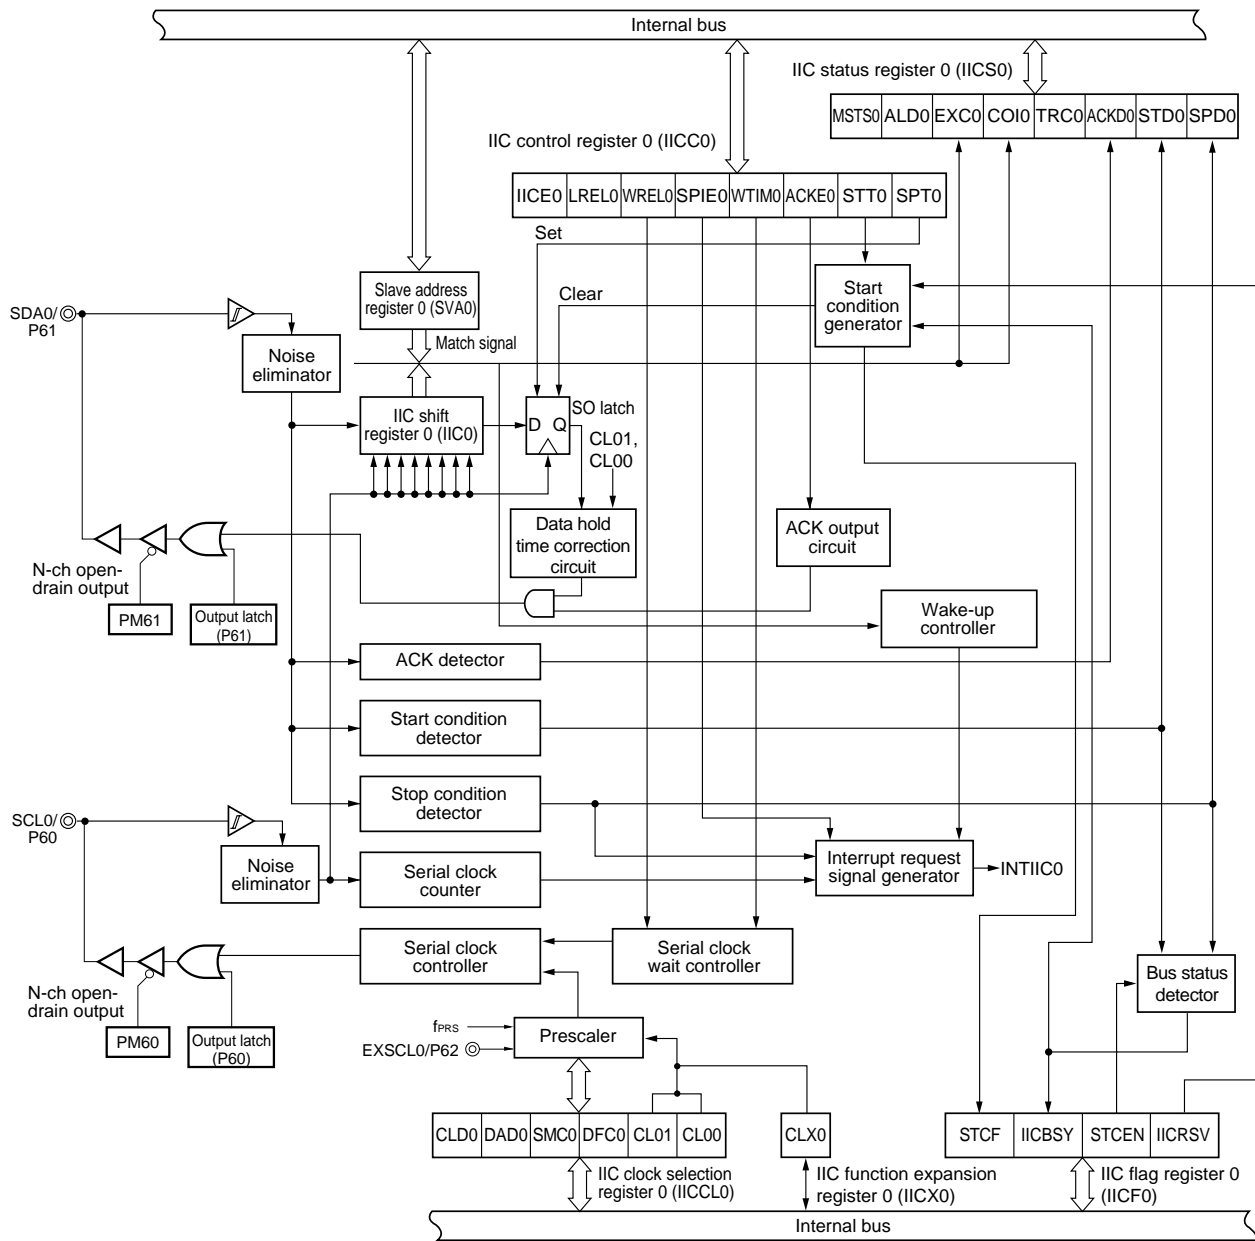 Internal bus
IIC status register 0 (IICS0)
MSTS0 ALD0 EXC0 COI0 TRC0 ACKD0 STD0 SPD0
IIC control register 0 (IICC0)
IICE0 LREL0 WREL0 SPIE0 WTIM0 ACKE0 STT0 SPT0
Set
Slave address
register 0 (SVA0)
Clear
Start
condition
generator
SDA0/
P61
Noise
eliminator
Match signal
IIC shift
register 0 (IIC0)
D Q
SO latch
CL01,
CL00
Data hold
time correction
circuit
ACK output
circuit
N-ch open-
drain output
PM61
Output latch
(P61)
Wake-up
controller
ACK detector
Start condition
detector
Stop condition
detector
SCL0/
P60
Noise
eliminator
Serial clock
counter
Interrupt request
signal generator
INTIIC0
Serial clock
controller
Serial clock
wait controller
Bus status
detector
N-ch open-
drain output
PM60
Output latch
(P60)
fPRS
EXSCL0/P62
Prescaler
CLD0 DAD0 SMC0 DFC0 CL01 CL00
CLX0
STCF IICBSY STCEN IICRSV
IIC clock selection
register 0 (IICCL0)
IIC function expansion
register 0 (IICX0)
IIC flag register 0
(IICF0)
Internal bus